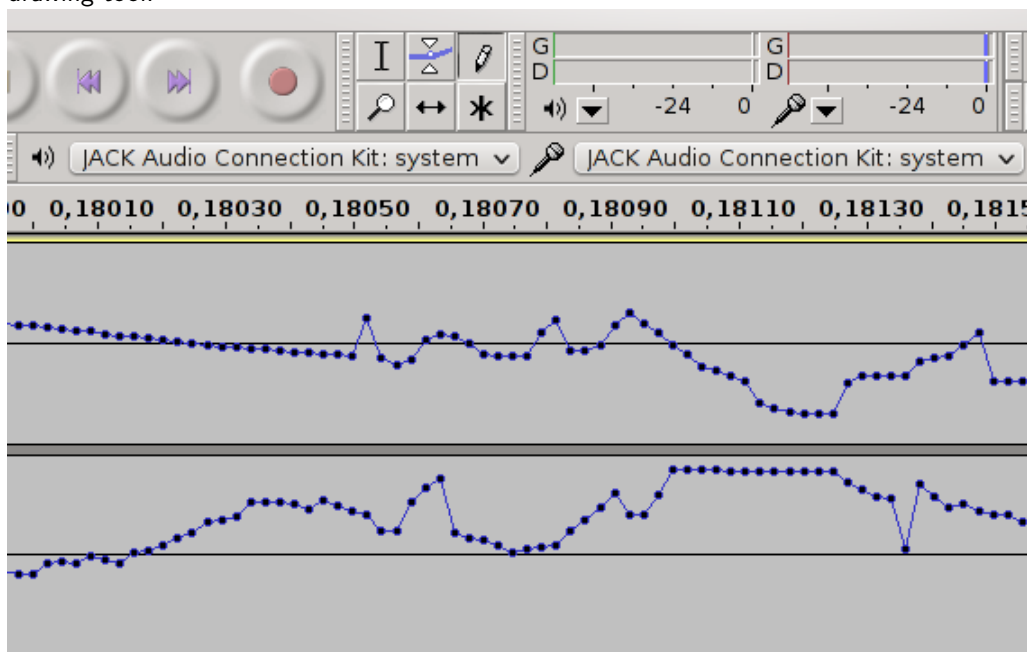 drawing tool.
G G
D D
-24 0 -24 0
JACK Audio Connection Kit: system JACK Audio Connection Kit: system
0,18010 0,18030 0,18050 0,18070 0,18090 0,18110 0,18130